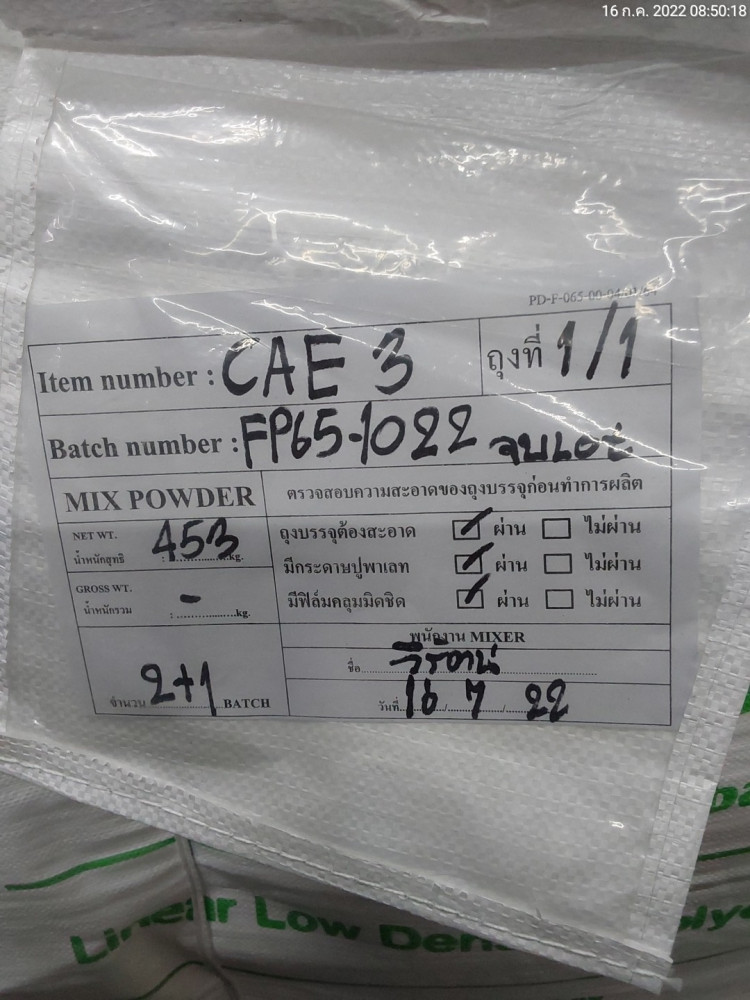 16 ก.ค. 2022 08:50:18
PD-F-065-00
Item number : CAE 3 ถุงที่ 1/1
Batch number : FP65-1022 จบLOT
MIX POWDER ตรวจสอบความสะอาดของถุงบรรจุก่อนทำการผลิต
NET WT. ถุงบรรจุต้องสะอาด ผ่าน ไม่ผ่าน
น้ำหนักสุทธิ : 453 kg. มีกระดาษปูพาเลท ผ่าน ไม่ผ่าน
GROSS WT. มีฟิล์มคลุมมิดชิด ผ่าน ไม่ผ่าน
น้ำหนักรวม : - kg.
พนักงาน MIXER
ชื่อ
จำนวน 2+1 BATCH วันที่ 16 / 7 / 22
Linear Low